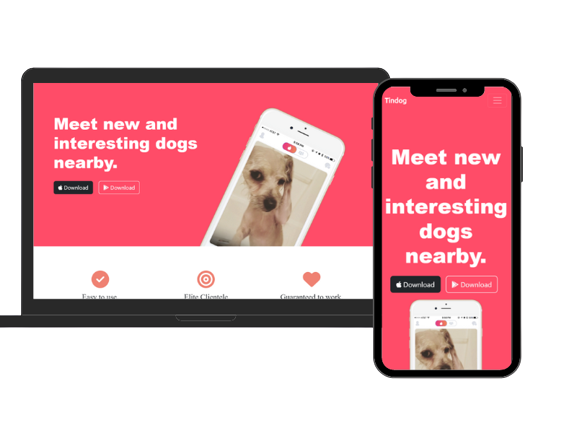 Meet new and
interesting dogs
nearby.
Download
Download
Easy to use
Elite Clientele
Guaranteed to work
Tindog
Meet new
and
interesting
dogs
nearby.
Download
Download